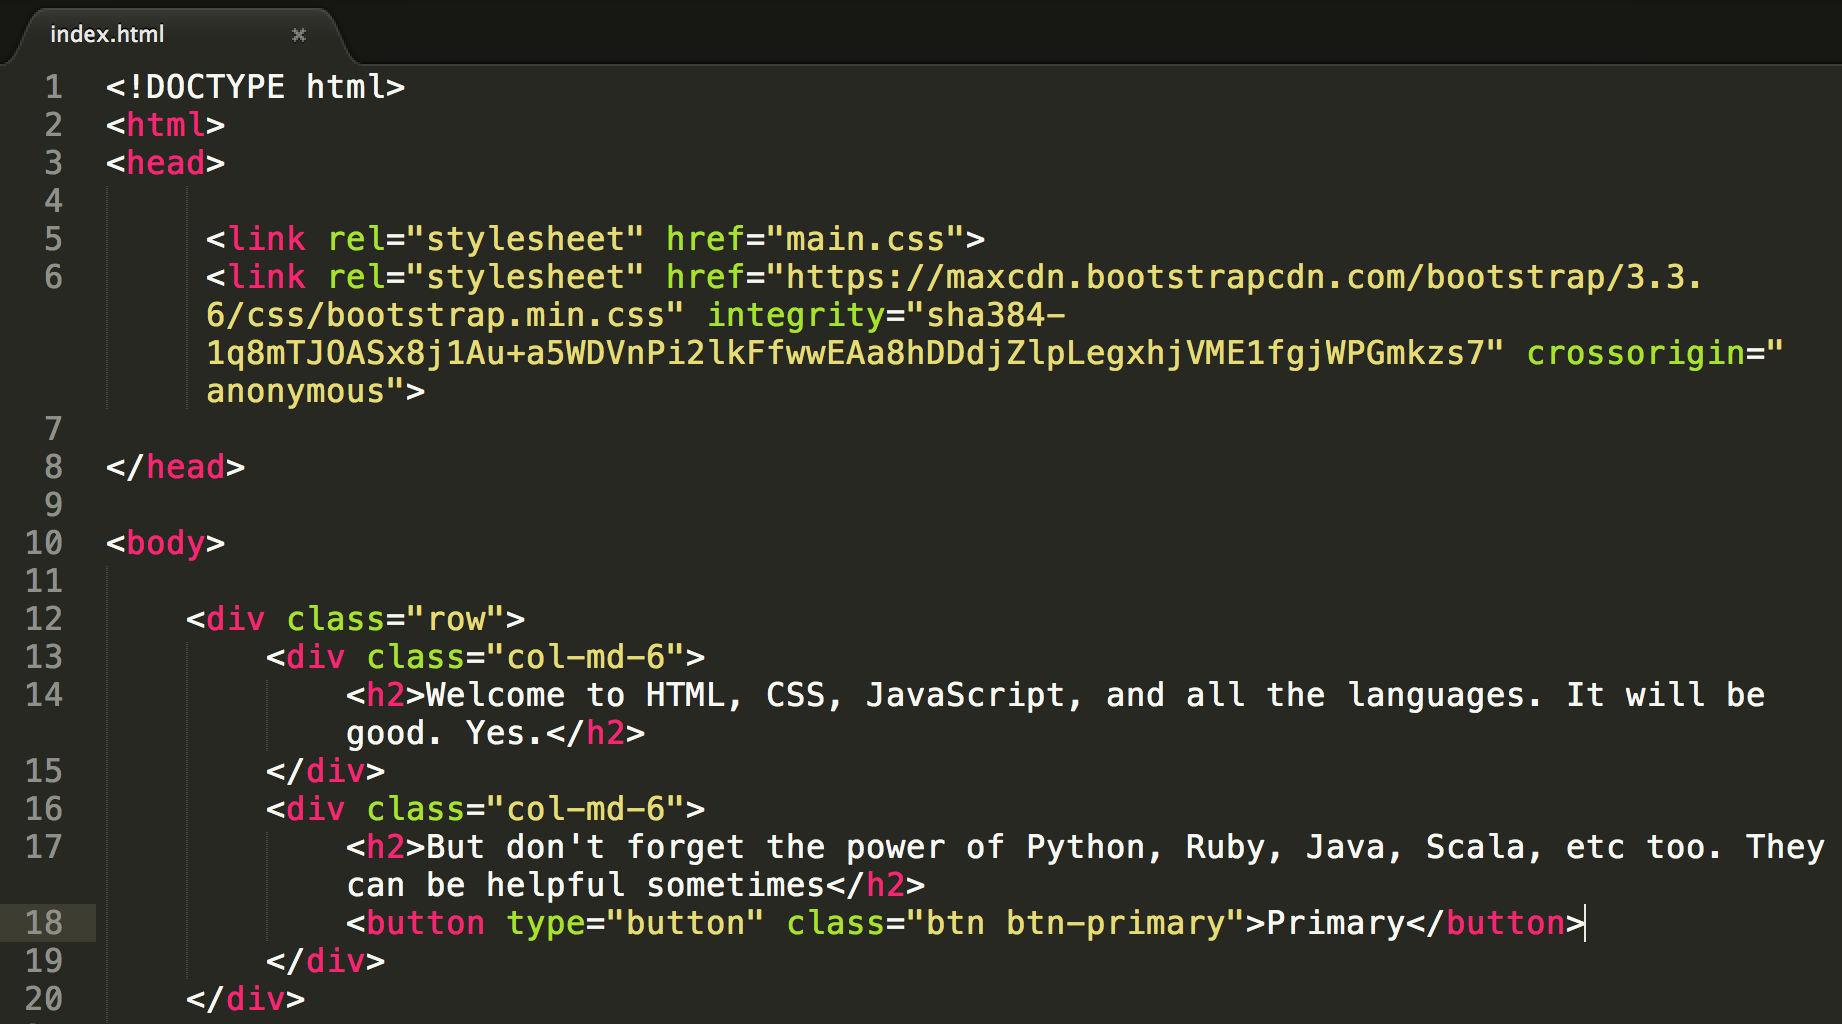 index.html ×
1 <!DOCTYPE html>
2 <html>
3 <head>
4
5 <link rel="stylesheet" href="main.css">
6 <link rel="stylesheet" href="https://maxcdn.bootstrapcdn.com/bootstrap/3.3.
6/css/bootstrap.min.css" integrity="sha384-
1q8mTJOASx8j1Au+a5WDVnPi2lkFfwwEAa8hDDdjZlpLegxhjVME1fgjWPGmkzs7" crossorigin="
anonymous">
7
8 </head>
9
10 <body>
11
12 <div class="row">
13 <div class="col-md-6">
14 <h2>Welcome to HTML, CSS, JavaScript, and all the languages. It will be
good. Yes.</h2>
15 </div>
16 <div class="col-md-6">
17 <h2>But don't forget the power of Python, Ruby, Java, Scala, etc too. They
can be helpful sometimes</h2>
18 <button type="button" class="btn btn-primary">Primary</button>
19 </div>
20 </div>